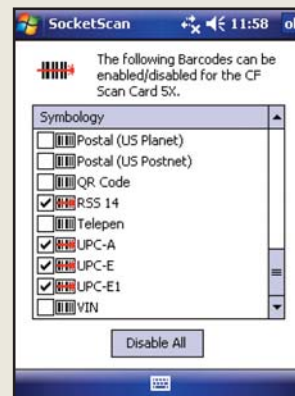 SocketScan 11:58 o
The following Barcodes can be
enabled/disabled for the CF
Scan Card 5X.
Symbology
Postal (US Planet)
Postal (US Postnet)
QR Code
RSS 14
Telepen
UPC-A
UPC-E
UPC-E1
VIN
Disable All